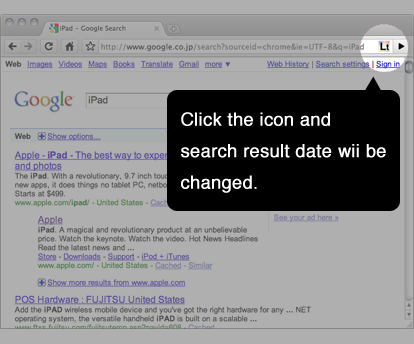 iPad - Google Search
http://www.google.co.jp/search?sourceid=chrome&ie=UTF-8&q=iPad
Lt
Web Images Videos Maps Books Translate Gmail more ▼ Web History | Search settings | Sign in
Google iPad
Click the icon and
search result date wii be
changed.
Web Show options...
Apple - iPad - The best way to exper
and photos
The iPad. With a revolutionary, 9.7 inch touc
new apps, it does things no tablet PC, netbo
Starts at $499.
www.apple.com/ipad/ - United States - Cached
See your ad here »
Apple
iPad. A magical and revolutionary product at an unbelievable
price. Watch the keynote. Watch the video. Hot News Headlines
Read the latest news and ...
Store - Downloads - Support - iPod + iTunes
www.apple.com/ - United States - Cached - Similar
Show more results from www.apple.com
POS Hardware : FUJITSU United States
Add the iPAD wireless mobile device and you've got the right hardware for any ... NET
operating system, the versatile handheld iPAD is built on a scalable ...